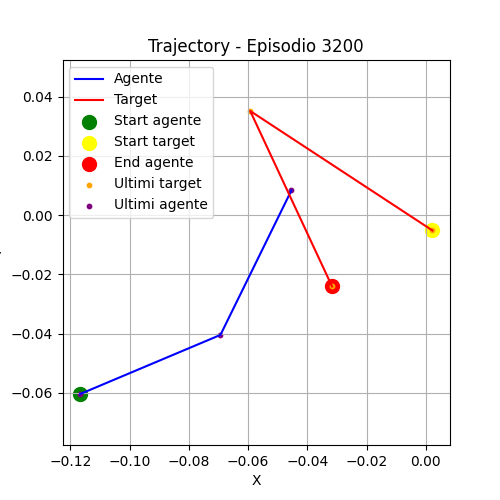 Trajectory - Episodio 3200
Agente
Target
Start agente
Start target
End agente
Ultimi target
Ultimi agente
0.04
0.02
0.00
−0.02
−0.04
−0.06
−0.12
−0.10
−0.08
−0.06
−0.04
−0.02
0.00
X